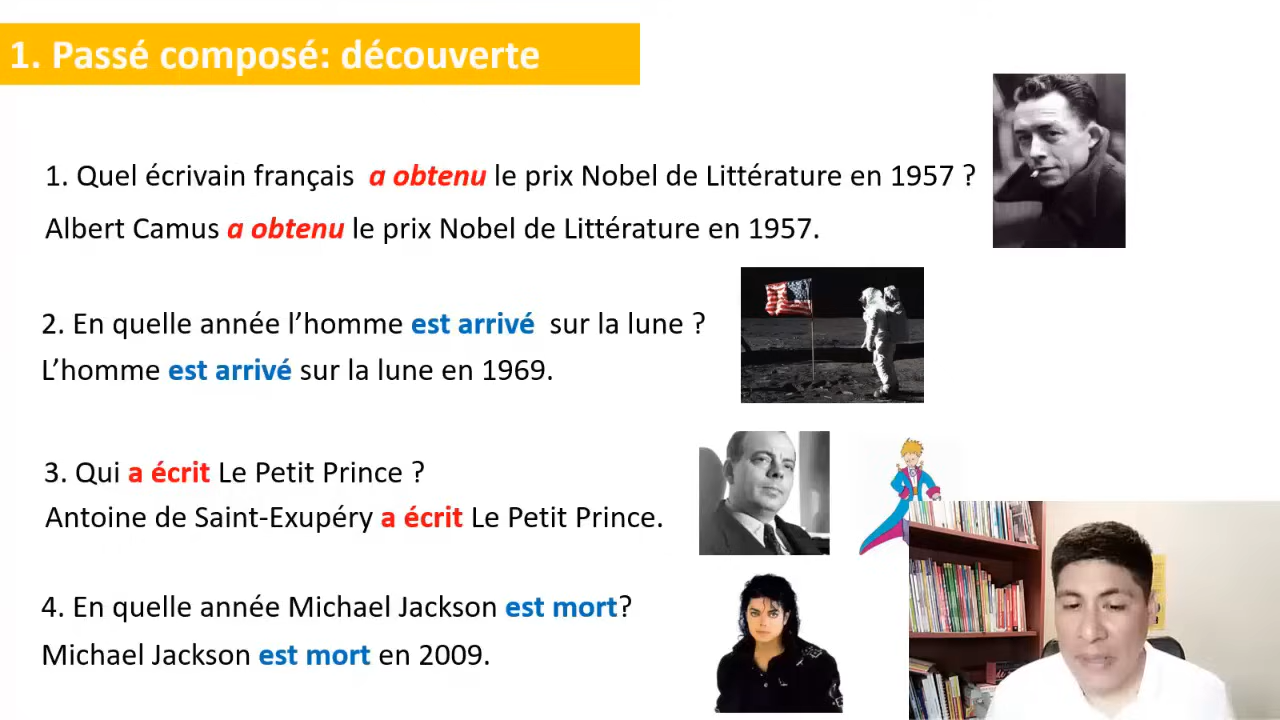 1. Passé composé: découverte
1. Quel écrivain français a obtenu le prix Nobel de Littérature en 1957 ?
Albert Camus a obtenu le prix Nobel de Littérature en 1957.
2. En quelle année l’homme est arrivé sur la lune ?
L’homme est arrivé sur la lune en 1969.
3. Qui a écrit Le Petit Prince ?
Antoine de Saint-Exupéry a écrit Le Petit Prince.
4. En quelle année Michael Jackson est mort?
Michael Jackson est mort en 2009.